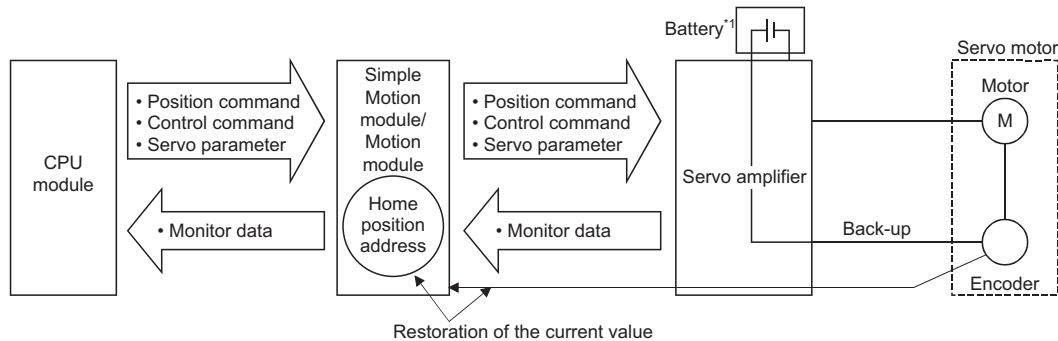 Battery*1
Servo motor
CPU
module
• Position command
• Control command
• Servo parameter
• Monitor data
Simple
Motion
module/
Motion
module
Home
position
address
• Position command
• Control command
• Servo parameter
• Monitor data
Servo amplifier
Motor
M
Back-up
Encoder
Restoration of the current value